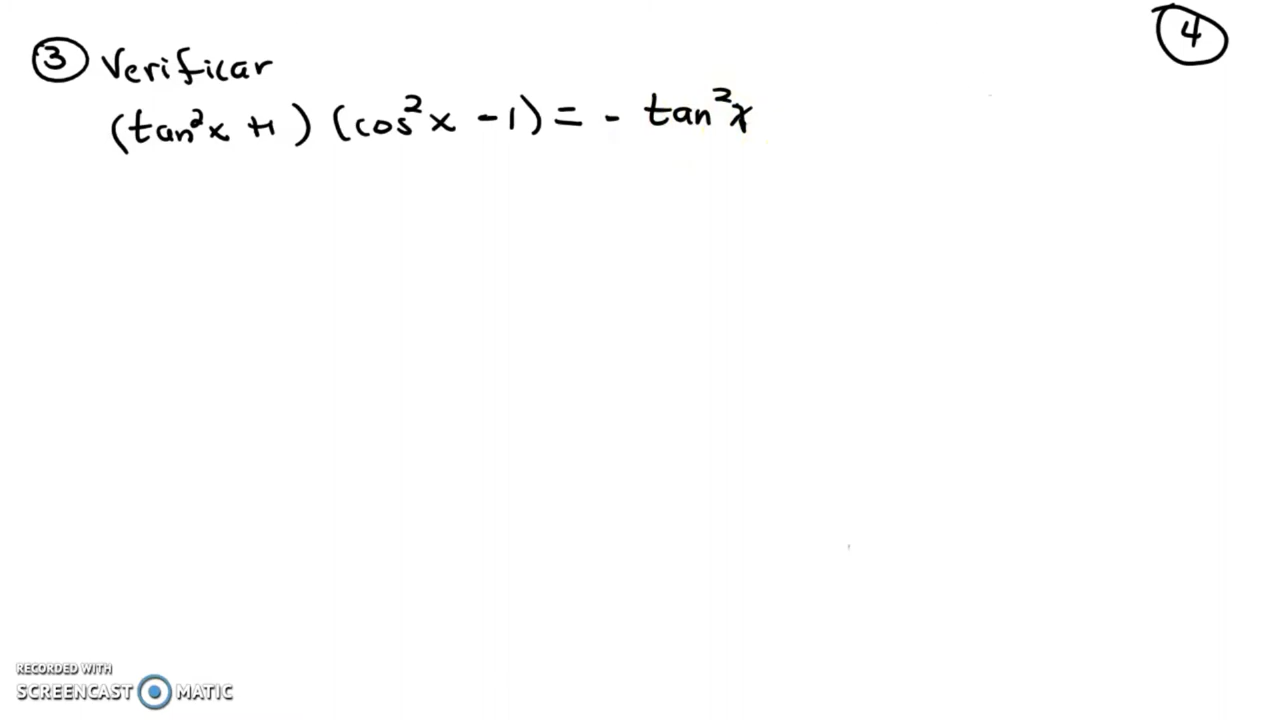 4
3 Verificar
(tan²x +1) (cos²x -1) = - tan²x
RECORDED WITH
SCREENCAST MATIC